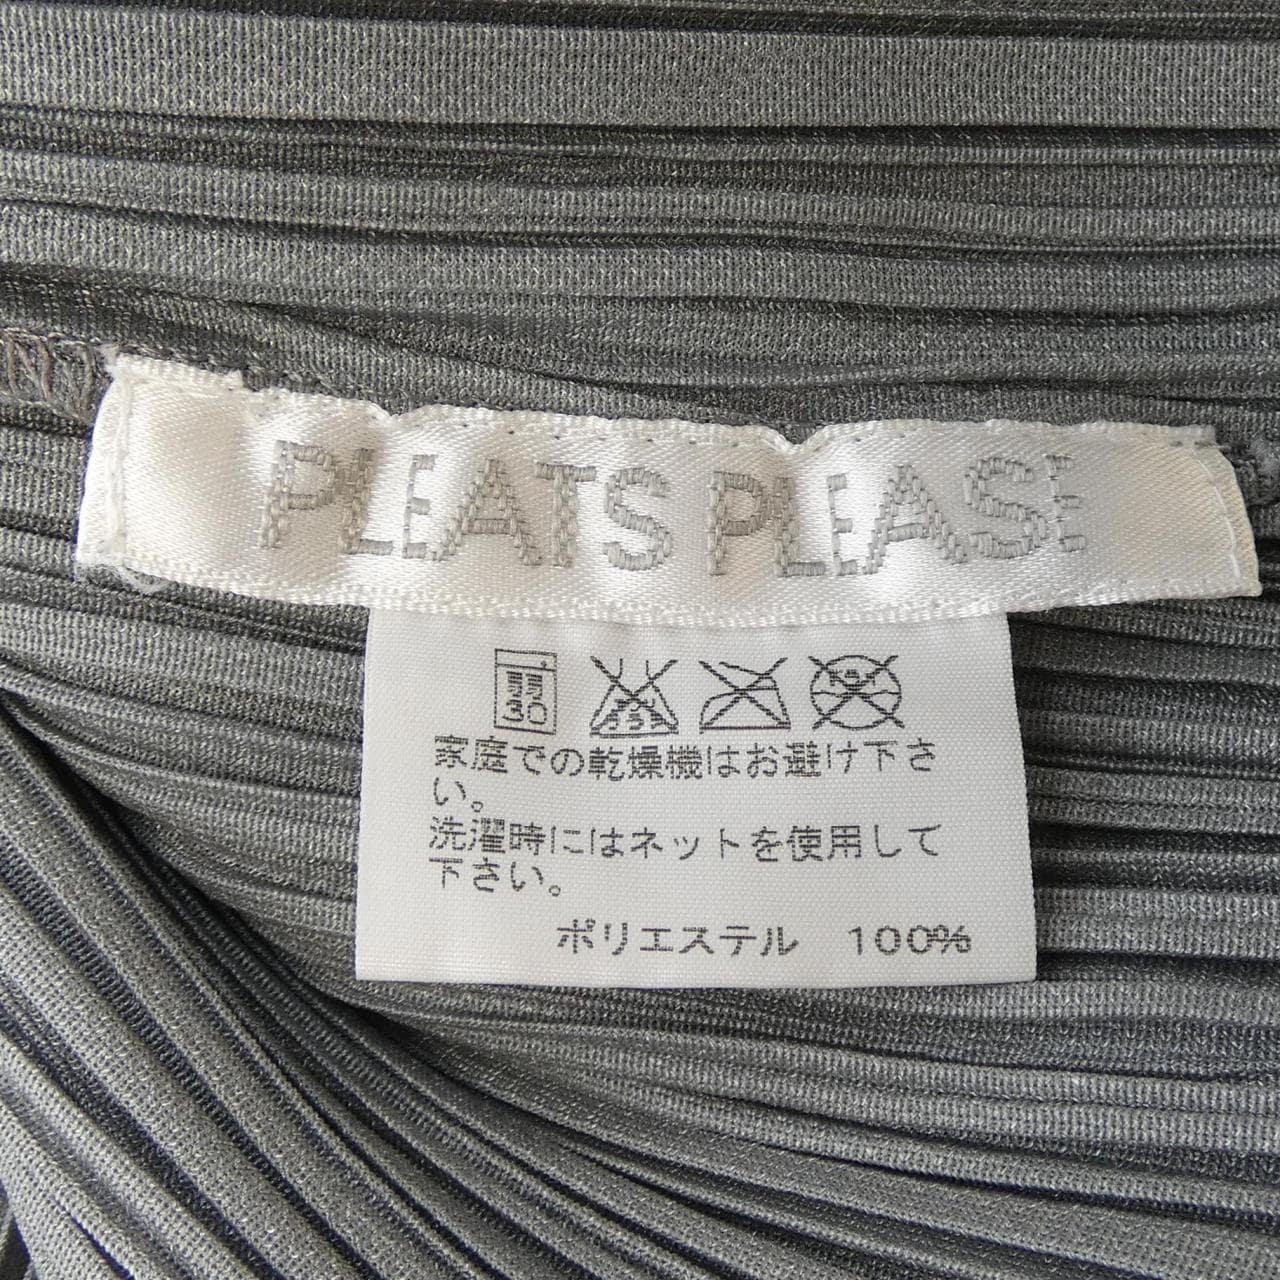 PLEATS PLEASE
弱
30
家庭での乾燥機はお避け下さ
い。
洗濯時にはネットを使用して
下さい。
ポリエステル 100%